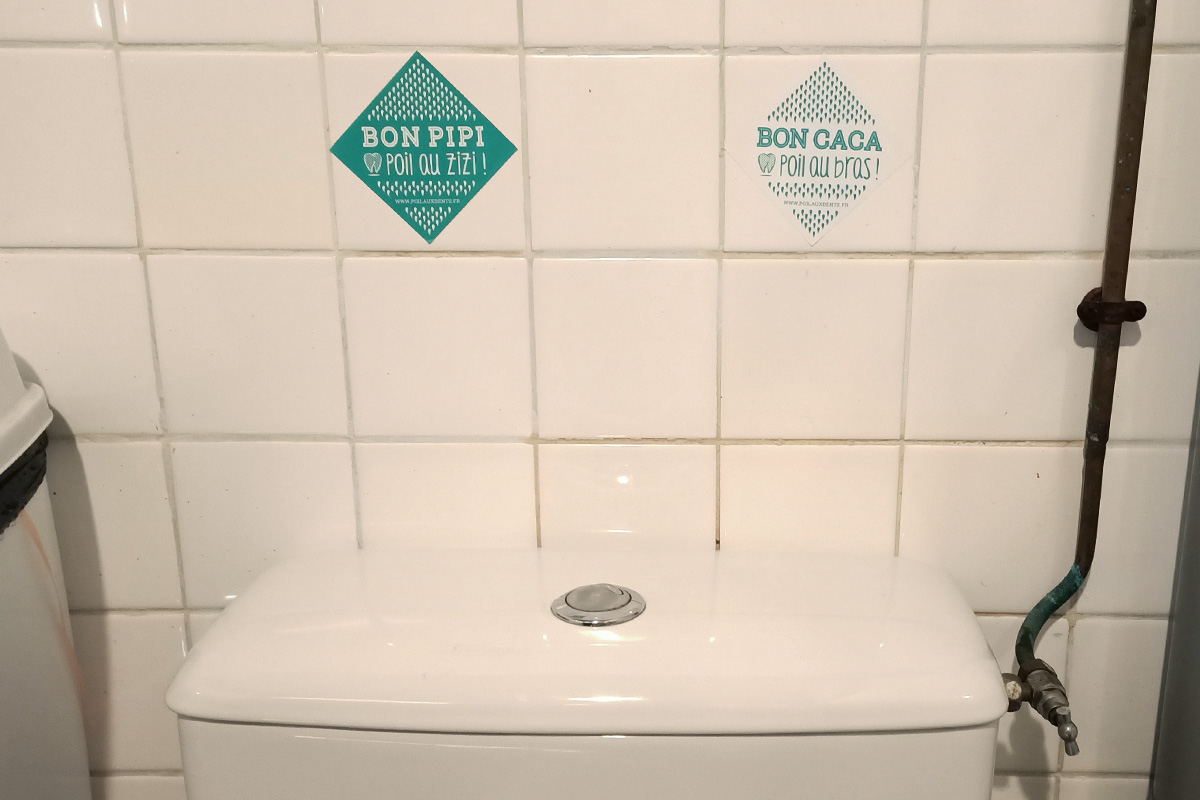 BON PIPI
POIL AU ZIZI !
WWW.POILAUXDENTS.FR
BON CACA
POIL AU BRAS !
WWW.POILAUXDENTS.FR